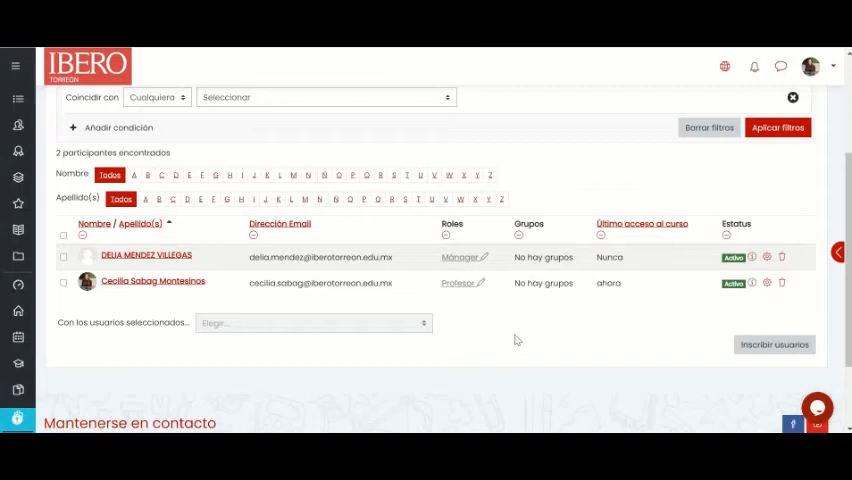 IBERO
TORREÓN
Coincidir con Cualquiera Seleccionar
Añadir condición Borrar filtros Aplicar filtros
2 participantes encontrados
Nombre Todos A B C D E F G H I J K L M N Ñ O P Q R S T U V W X Y Z
Apellido(s) Todos A B C D E F G H I J K L M N Ñ O P Q R S T U V W X Y Z
Nombre / Apellido(s) Dirección Email Roles Grupos Último acceso al curso Estatus
DELIA MENDEZ VILLEGAS delia.mendez@iberotorreon.edu.mx Mánager No hay grupos Nunca Activo
Cecilia Sabag Montesinos cecilia.sabag@iberotorreon.edu.mx Profesor No hay grupos ahora Activo
Con los usuarios seleccionados... Elegir...
Inscribir usuarios
Mantenerse en contacto